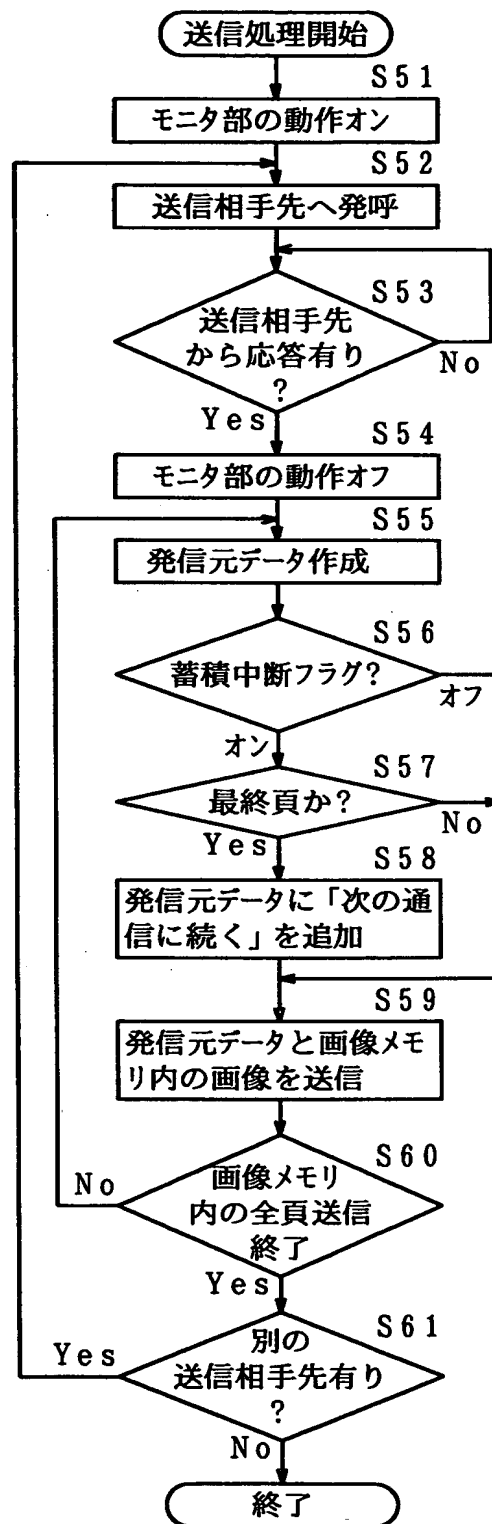 送信処理開始
S51
モニタ部の動作オン
S52
送信相手先へ発呼
S53
送信相手先
から応答有り
?
No
Yes
S54
モニタ部の動作オフ
S55
発信元データ作成
S56
蓄積中断フラグ?
オフ
オン
S57
最終頁か?
No
Yes
S58
発信元データに「次の通
信に続く」を追加
S59
発信元データと画像メモ
リ内の画像を送信
S60
画像メモリ
内の全頁送信
終了
No
Yes
S61
別の
送信相手先有り
?
Yes
No
終了